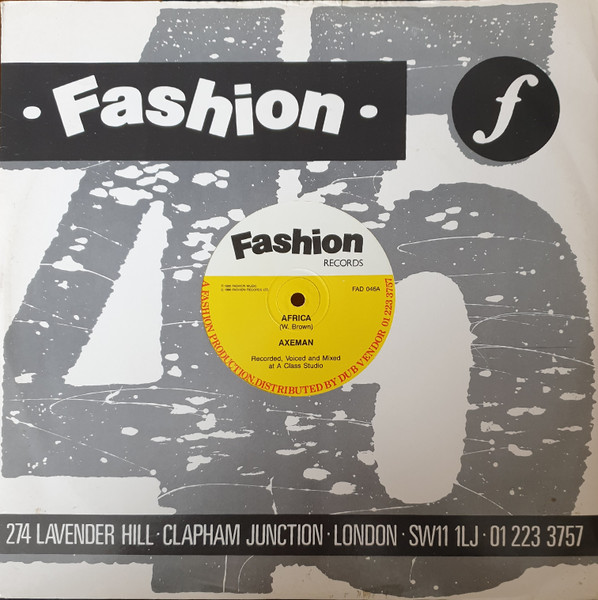 · Fashion ·
f
45
Fashion
RECORDS
FAD 046A
AFRICA
(W. Brown)
AXEMAN
Recorded, Voiced and Mixed
at A Class Studio
A FASHION PRODUCTION. DISTRIBUTED BY DUB VENDOR 01 223 3757
274 LAVENDER HILL · CLAPHAM JUNCTION · LONDON · SW11 1LJ · 01 223 3757